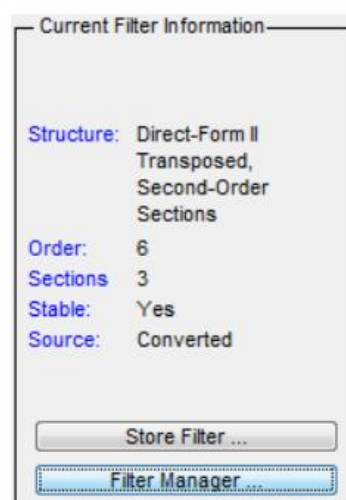 Current Filter Information
Structure: Direct-Form II
Transposed,
Second-Order
Sections
Order: 6
Sections 3
Stable: Yes
Source: Converted
Store Filter ...
Filter Manager ...